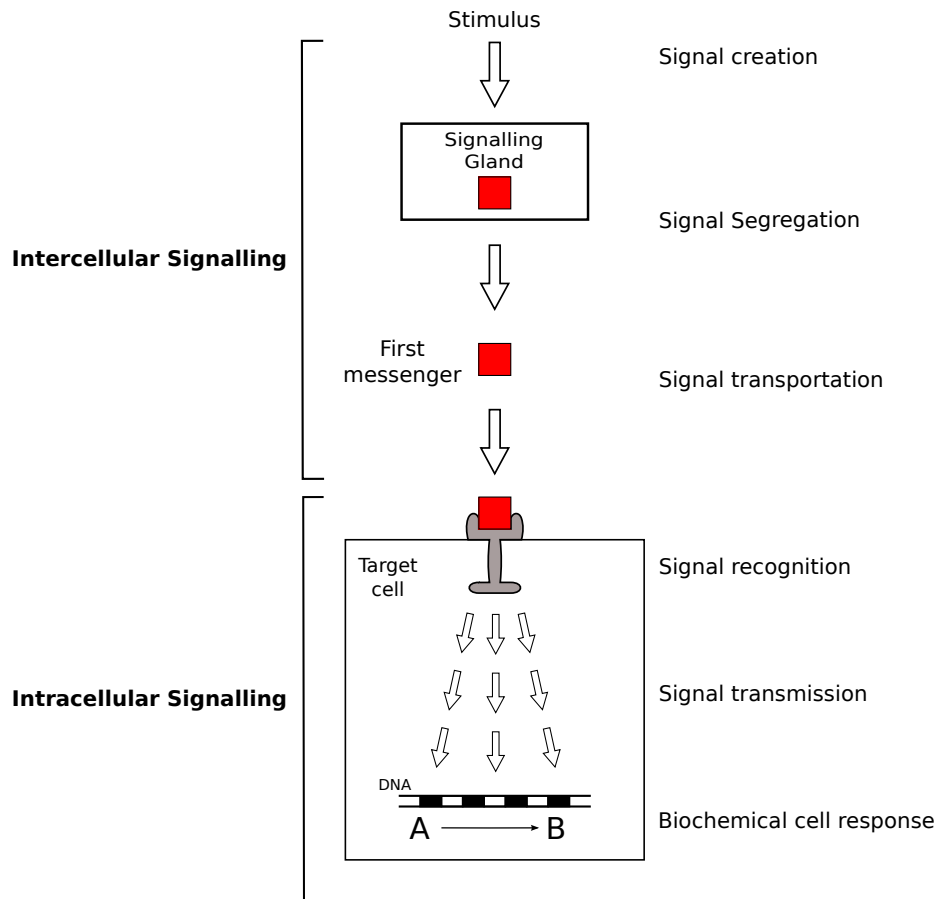 Stimulus
Signal creation
Signalling
Gland
Signal Segregation
Intercellular Signalling
First
messenger
Signal transportation
Target
cell
Signal recognition
Intracellular Signalling
Signal transmission
DNA
A B
Biochemical cell response